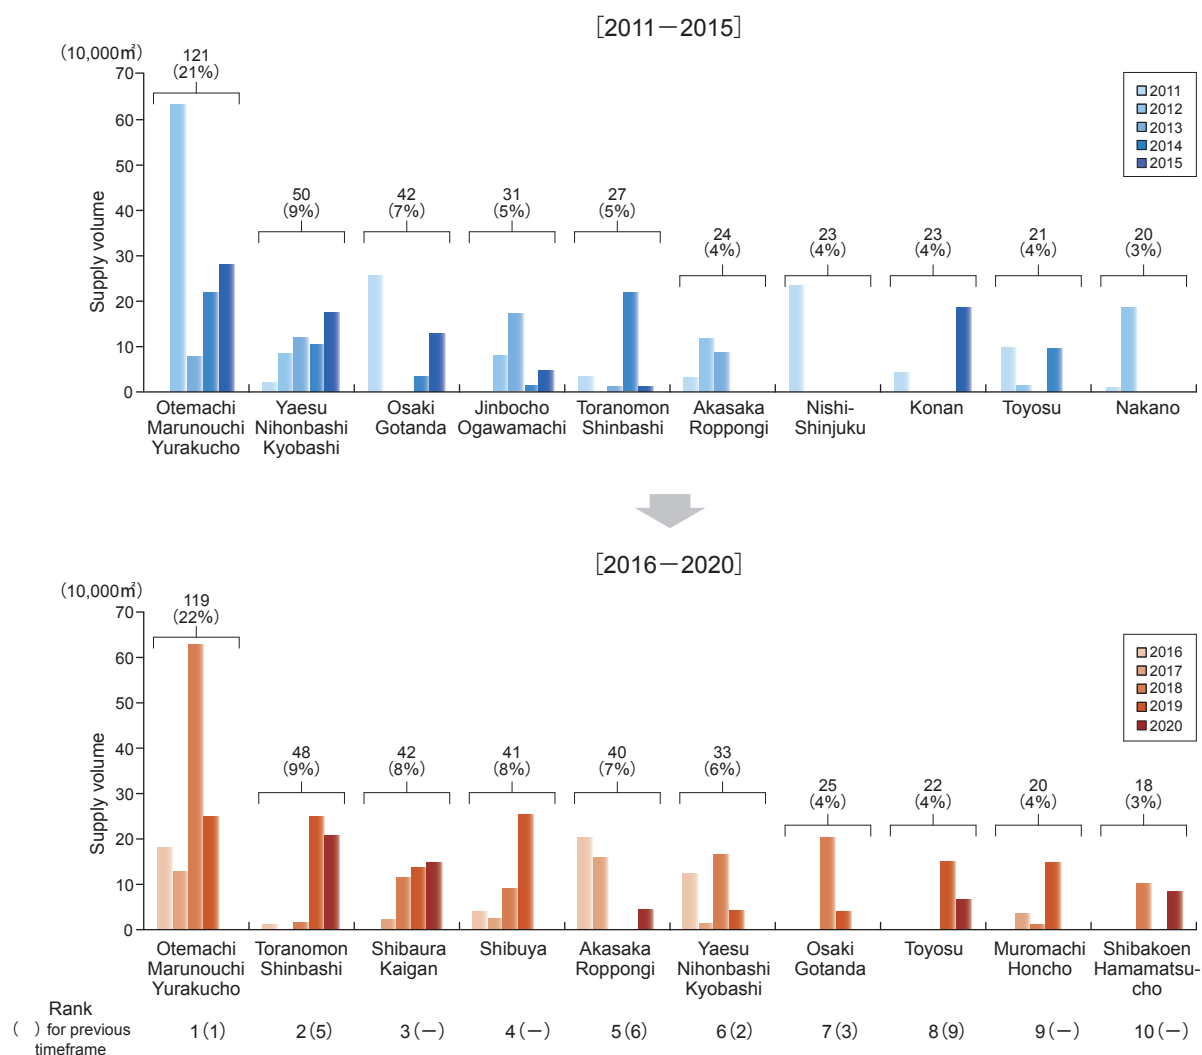 [2011－2015]
(10,000㎡)
Supply volume
70
60
50
40
30
20
10
0
121
(21%)
50
(9%)
42
(7%)
31
(5%)
27
(5%)
24
(4%)
23
(4%)
23
(4%)
21
(4%)
20
(3%)
2011
2012
2013
2014
2015
Otemachi
Marunouchi
Yurakucho
Yaesu
Nihonbashi
Kyobashi
Osaki
Gotanda
Jinbocho
Ogawamachi
Toranomon
Shinbashi
Akasaka
Roppongi
Nishi-
Shinjuku
Konan
Toyosu
Nakano
[2016－2020]
(10,000㎡)
Supply volume
70
60
50
40
30
20
10
0
119
(22%)
48
(9%)
42
(8%)
41
(8%)
40
(7%)
33
(6%)
25
(4%)
22
(4%)
20
(4%)
18
(3%)
2016
2017
2018
2019
2020
Otemachi
Marunouchi
Yurakucho
Toranomon
Shinbashi
Shibaura
Kaigan
Shibuya
Akasaka
Roppongi
Yaesu
Nihonbashi
Kyobashi
Osaki
Gotanda
Toyosu
Muromachi
Honcho
Shibakoen
Hamamatsu-
cho
Rank
( ) for previous
timeframe
1(1) 2(5) 3(－) 4(－) 5(6) 6(2) 7(3) 8(9) 9(－) 10(－)